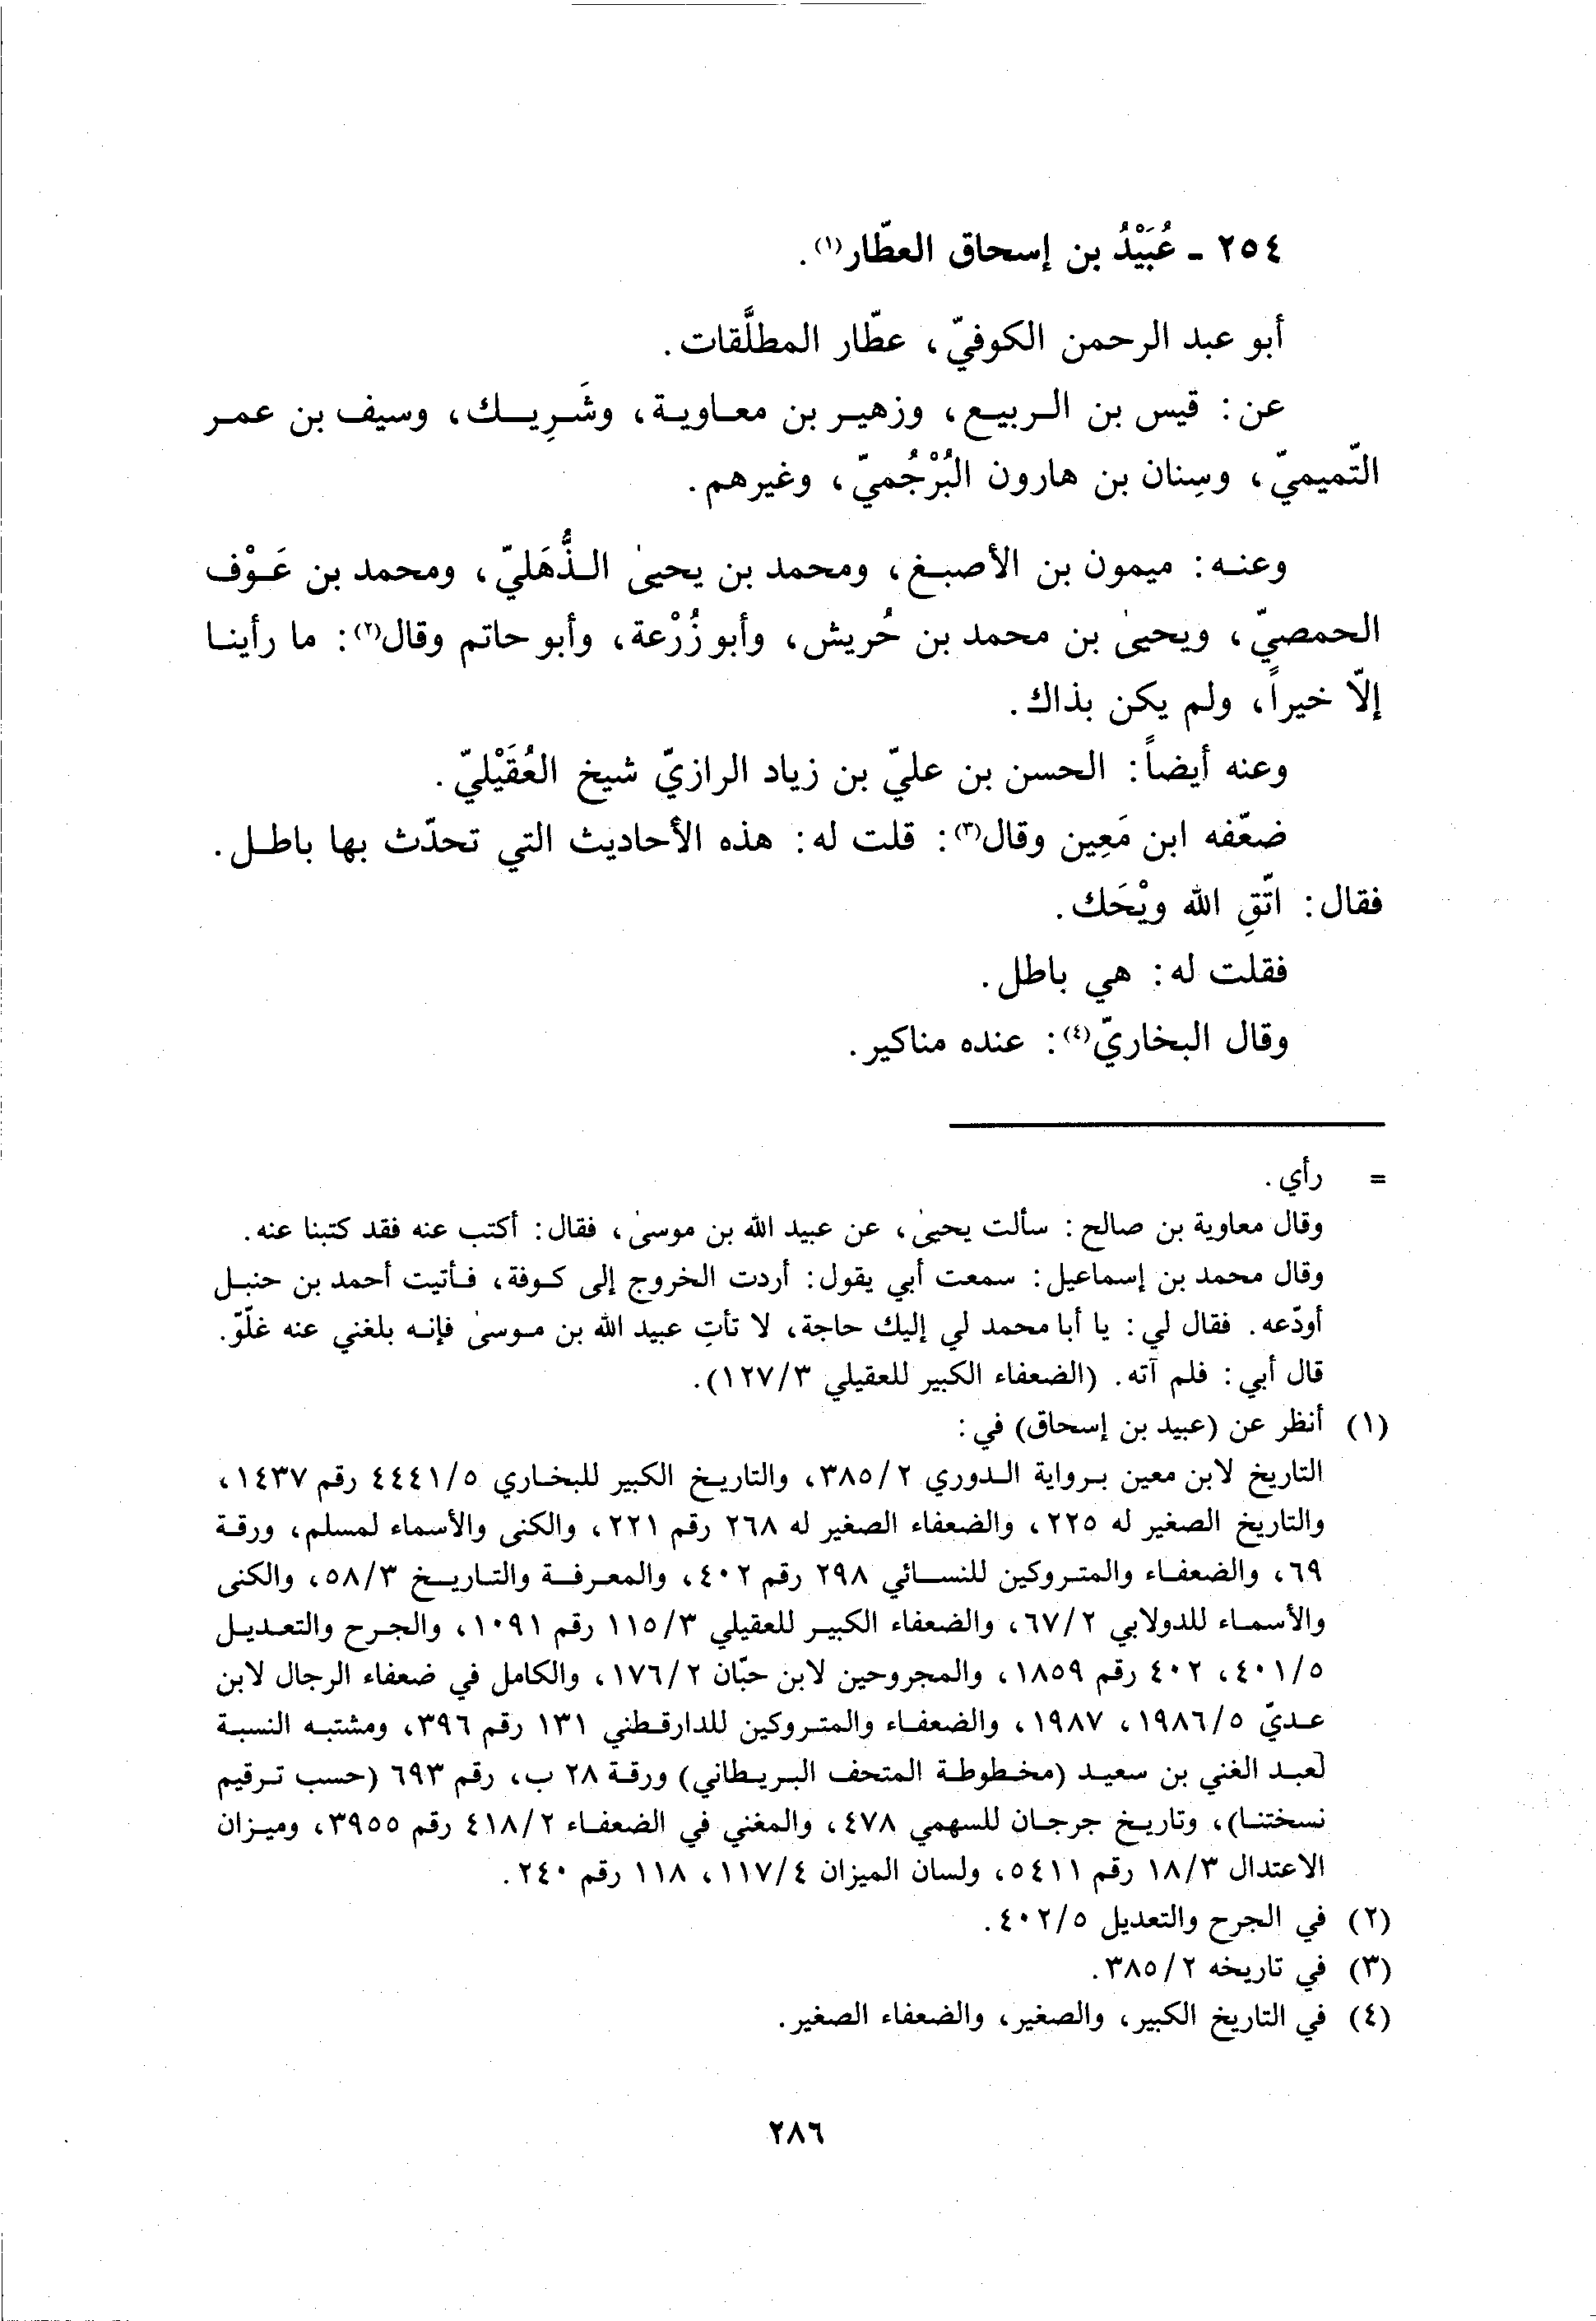 ٢٥٤ - عُبَيْدُ بن إسحاق العطّار(١).
أبو عبد الرحمن الكوفيّ، عطّار المطلَّقات.
عن: قيس بن الربيع، وزهير بن معاوية، وشَرِيك، وسيف بن عمر
التّميميّ، وسِنان بن هارون البُرْجُميّ، وغيرهم.
وعنه: ميمون بن الأصبغ، ومحمد بن يحيىٰ الذُّهَليّ، ومحمد بن عَوْف
الحمصيّ، ويحيىٰ بن محمد بن حُريش، وأبو زُرْعة، وأبو حاتم وقال(٢): ما رأينا
إلّا خيراً، ولم يكن بذاك.
وعنه أيضاً: الحسن بن عليّ بن زياد الرازيّ شيخ العُقَيْليّ.
ضعّفه ابن مَعِين وقال(٣): قلت له: هذه الأحاديث التي تحدّث بها باطل.
فقال: اتّقِ الله ويْحَك.
فقلت له: هي باطل.
وقال البخاريّ(٤): عنده مناكير.
= رأي.
وقال معاوية بن صالح: سألت يحيىٰ، عن عبيد الله بن موسىٰ، فقال: أكتب عنه فقد كتبنا عنه.
وقال محمد بن إسماعيل: سمعت أبي يقول: أردت الخروج إلى كوفة، فأتيت أحمد بن حنبل
أودّعه. فقال لي: يا أبا محمد لي إليك حاجة، لا تأتِ عبيد الله بن موسىٰ فإنه بلغني عنه غلّوّ.
قال أبي: فلم آته. (الضعفاء الكبير للعقيلي ١٢٧/٣).
(١) أنظر عن (عبيد بن إسحاق) في:
التاريخ لابن معين برواية الدوري ٣٨٥/٢، والتاريخ الكبير للبخاري ٤٤٤١/٥ رقم ١٤٣٧،
والتاريخ الصغير له ٢٢٥، والضعفاء الصغير له ٢٦٨ رقم ٢٢١، والكنى والأسماء لمسلم، ورقة
٦٩، والضعفاء والمتروكين للنسائي ٢٩٨ رقم ٤٠٢، والمعرفة والتاريخ ٥٨/٣، والكنى
والأسماء للدولابي ٦٧/٢، والضعفاء الكبير للعقيلي ١١٥/٣ رقم ١٠٩١، والجرح والتعديل
٤٠١/٥، ٤٠٢ رقم ١٨٥٩، والمجروحين لابن حبّان ١٧٦/٢، والكامل في ضعفاء الرجال لابن
عديّ ١٩٨٦/٥، ١٩٨٧، والضعفاء والمتروكين للدارقطني ١٣١ رقم ٣٩٦، ومشتبه النسبة
لعبد الغني بن سعيد (مخطوطة المتحف البريطاني) ورقة ٢٨ ب، رقم ٦٩٣ (حسب ترقيم
نسختنا)، وتاريخ جرجان للسهمي ٤٧٨، والمغني في الضعفاء ٤١٨/٢ رقم ٣٩٥٥، وميزان
الاعتدال ١٨/٣ رقم ٥٤١١، ولسان الميزان ١١٧/٤، ١١٨ رقم ٢٤٠.
(٢) في الجرح والتعديل ٤٠٢/٥.
(٣) في تاريخه ٣٨٥/٢.
(٤) في التاريخ الكبير، والصغير، والضعفاء الصغير.
٢٨٦